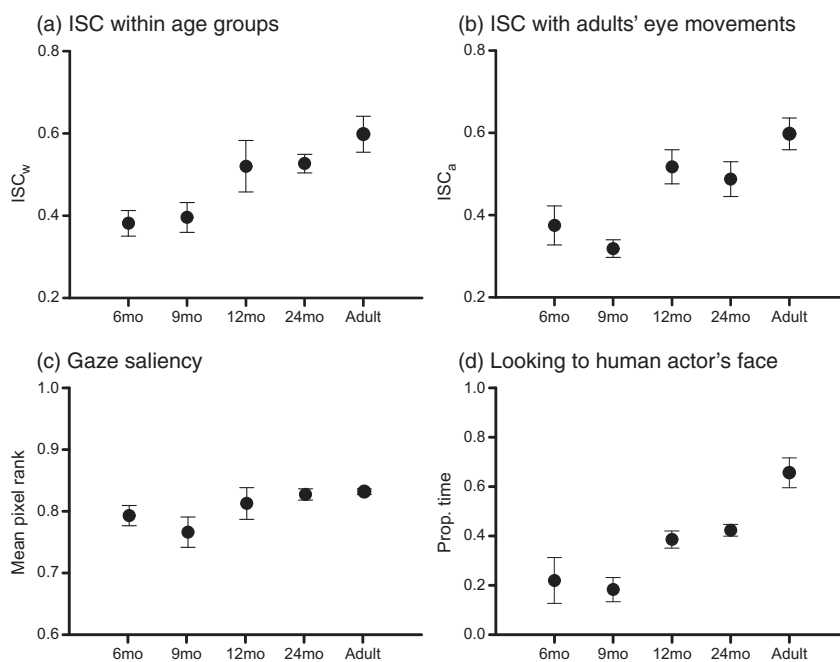 (a) ISC within age groups
0.8
0.6
0.4
0.2
ISCw
6mo 9mo 12mo 24mo Adult
(b) ISC with adults’ eye movements
0.8
0.6
0.4
0.2
ISCa
6mo 9mo 12mo 24mo Adult
(c) Gaze saliency
1.0
0.9
0.8
0.7
0.6
Mean pixel rank
6mo 9mo 12mo 24mo Adult
(d) Looking to human actor’s face
1.0
0.8
0.6
0.4
0.2
0.0
Prop. time
6mo 9mo 12mo 24mo Adult